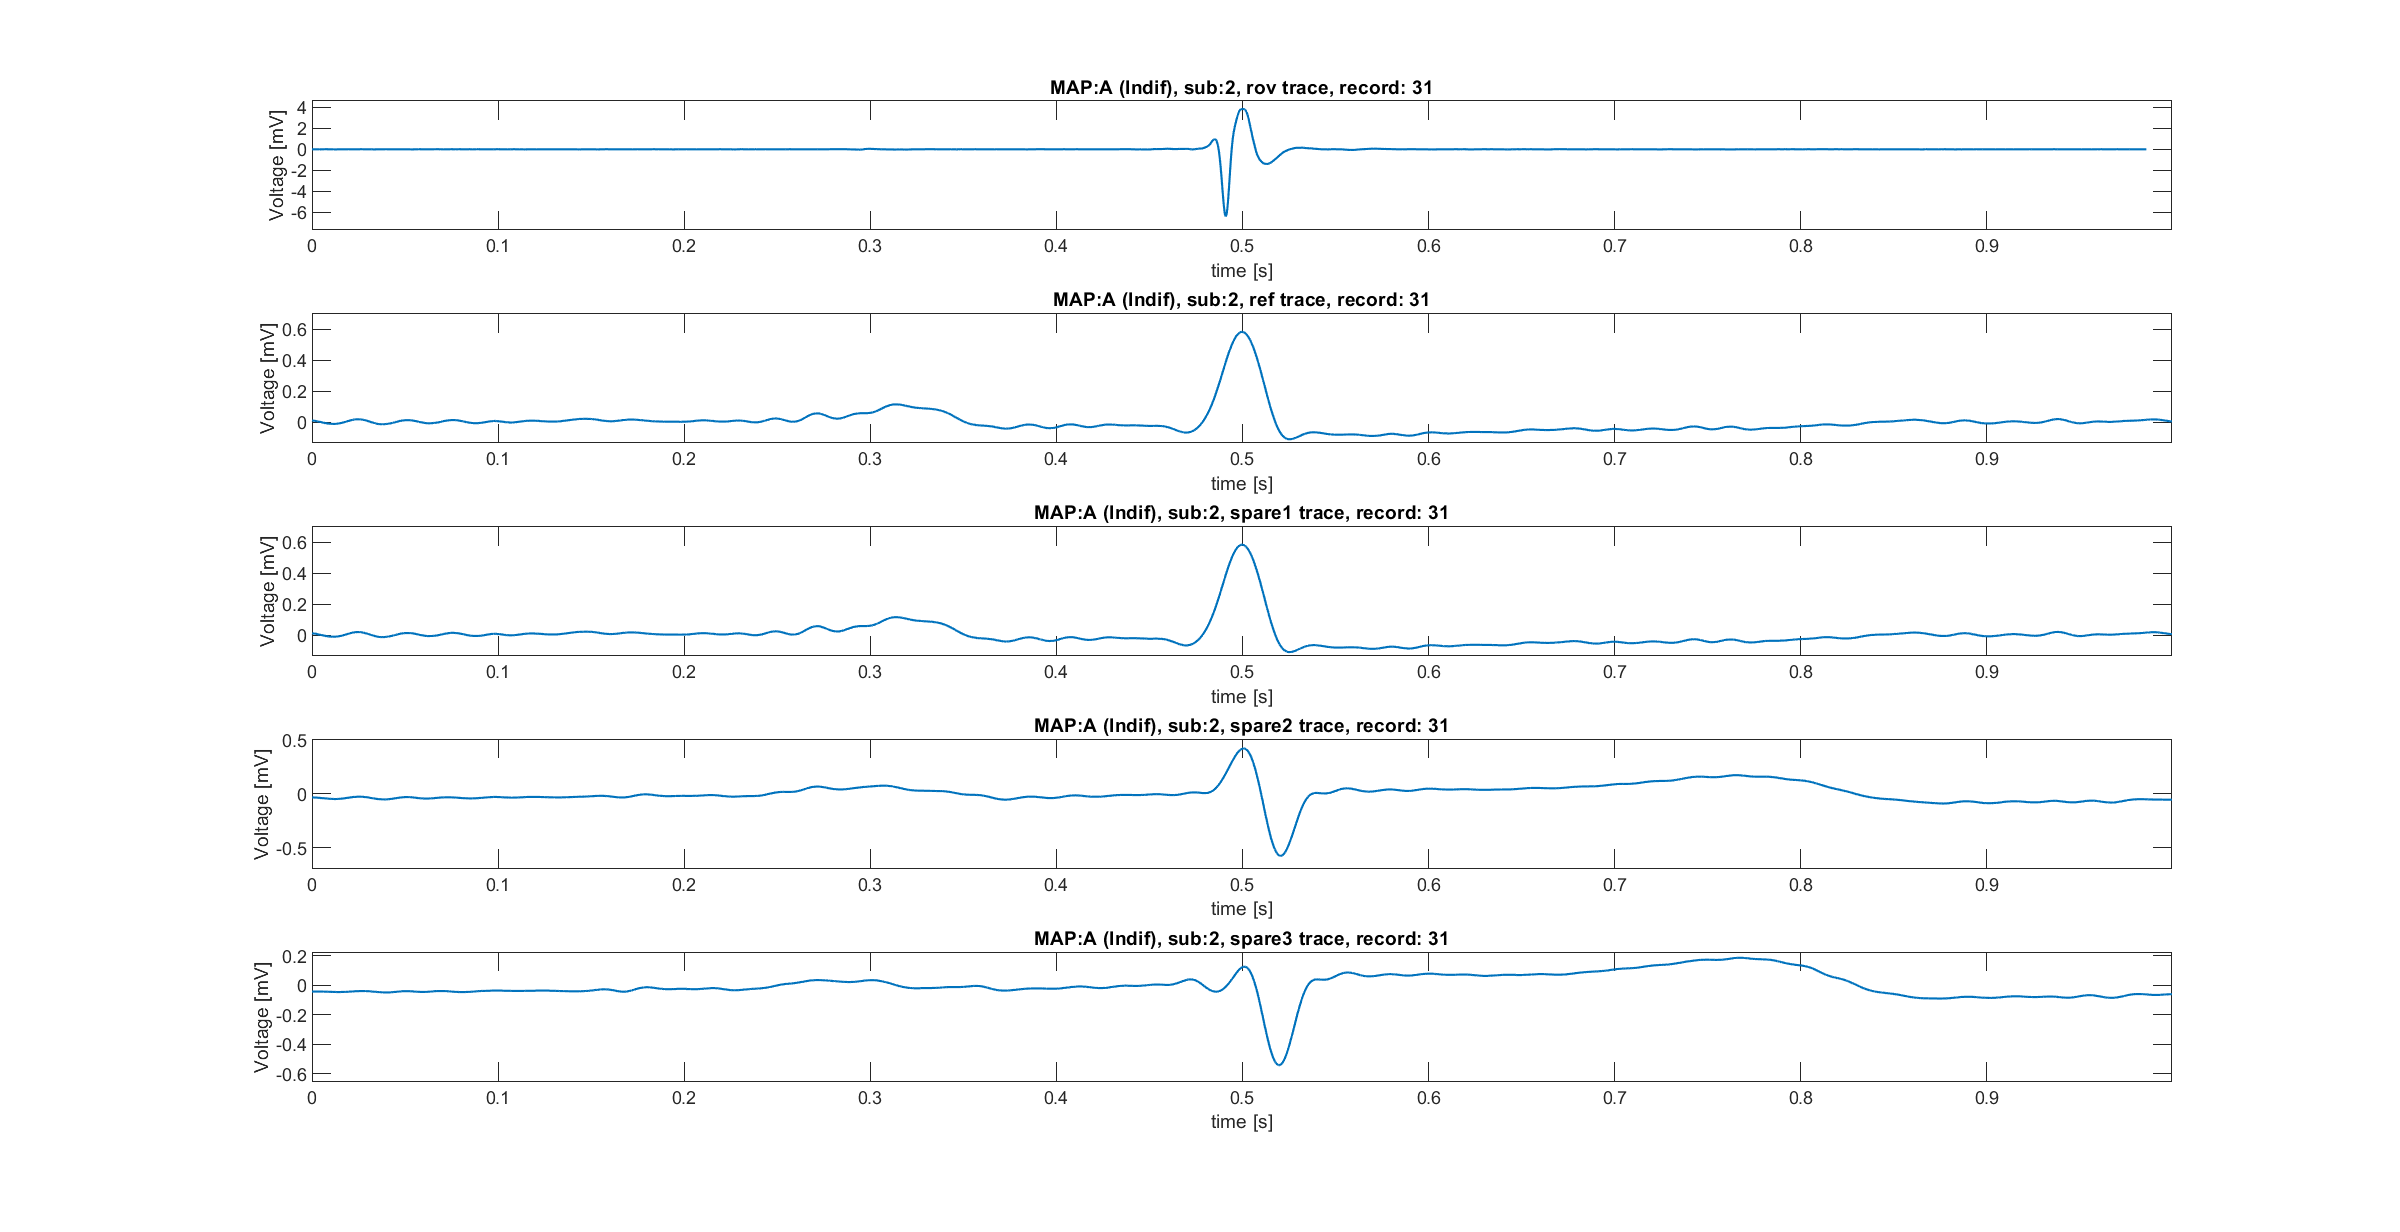 MAP:A (Indif), sub:2, rov trace, record: 31
Voltage [mV]
4
2
0
-2
-4
-6
0 0.1 0.2 0.3 0.4 0.5 0.6 0.7 0.8 0.9
time [s]
MAP:A (Indif), sub:2, ref trace, record: 31
Voltage [mV]
0.6
0.4
0.2
0
0 0.1 0.2 0.3 0.4 0.5 0.6 0.7 0.8 0.9
time [s]
MAP:A (Indif), sub:2, spare1 trace, record: 31
Voltage [mV]
0.6
0.4
0.2
0
0 0.1 0.2 0.3 0.4 0.5 0.6 0.7 0.8 0.9
time [s]
MAP:A (Indif), sub:2, spare2 trace, record: 31
Voltage [mV]
0.5
0
-0.5
0 0.1 0.2 0.3 0.4 0.5 0.6 0.7 0.8 0.9
time [s]
MAP:A (Indif), sub:2, spare3 trace, record: 31
Voltage [mV]
0.2
0
-0.2
-0.4
-0.6
0 0.1 0.2 0.3 0.4 0.5 0.6 0.7 0.8 0.9
time [s]